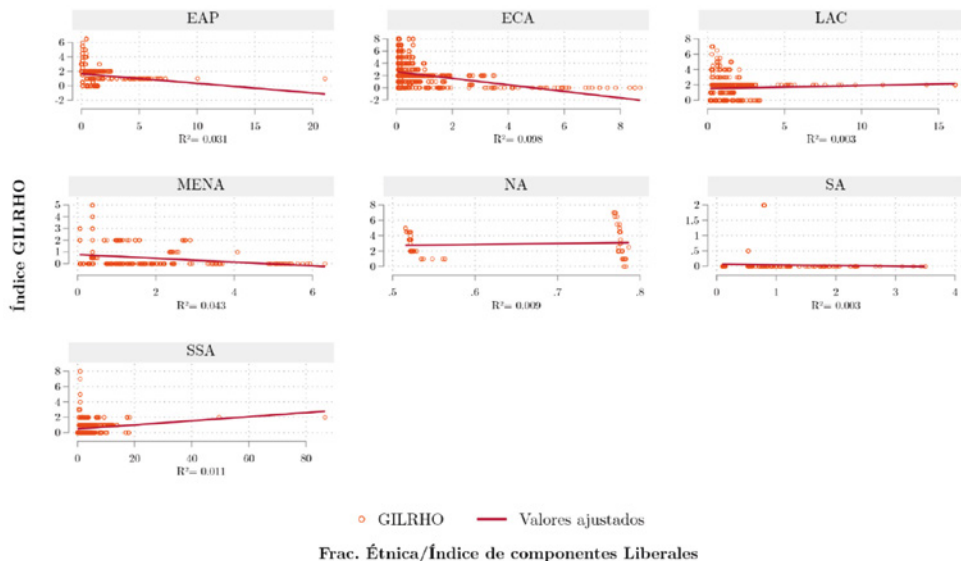 EAP
6
4
2
0
-2
0 5 10 15 20
R²= 0.031
ECA
8
6
4
2
0
-2
0 2 4 6 8
R²= 0.098
LAC
8
6
4
2
0
0 5 10 15
R²= 0.003
Índice GILRHO
MENA
5
4
3
2
1
0
0 2 4 6
R²= 0.043
NA
8
6
4
2
0
.5 .6 .7 .8
R²= 0.009
SA
2
1.5
1
.5
0
0 1 2 3 4
R²= 0.003
SSA
8
6
4
2
0
0 20 40 60 80
R²= 0.011
GILRHO Valores ajustados
Frac. Étnica/Índice de componentes Liberales